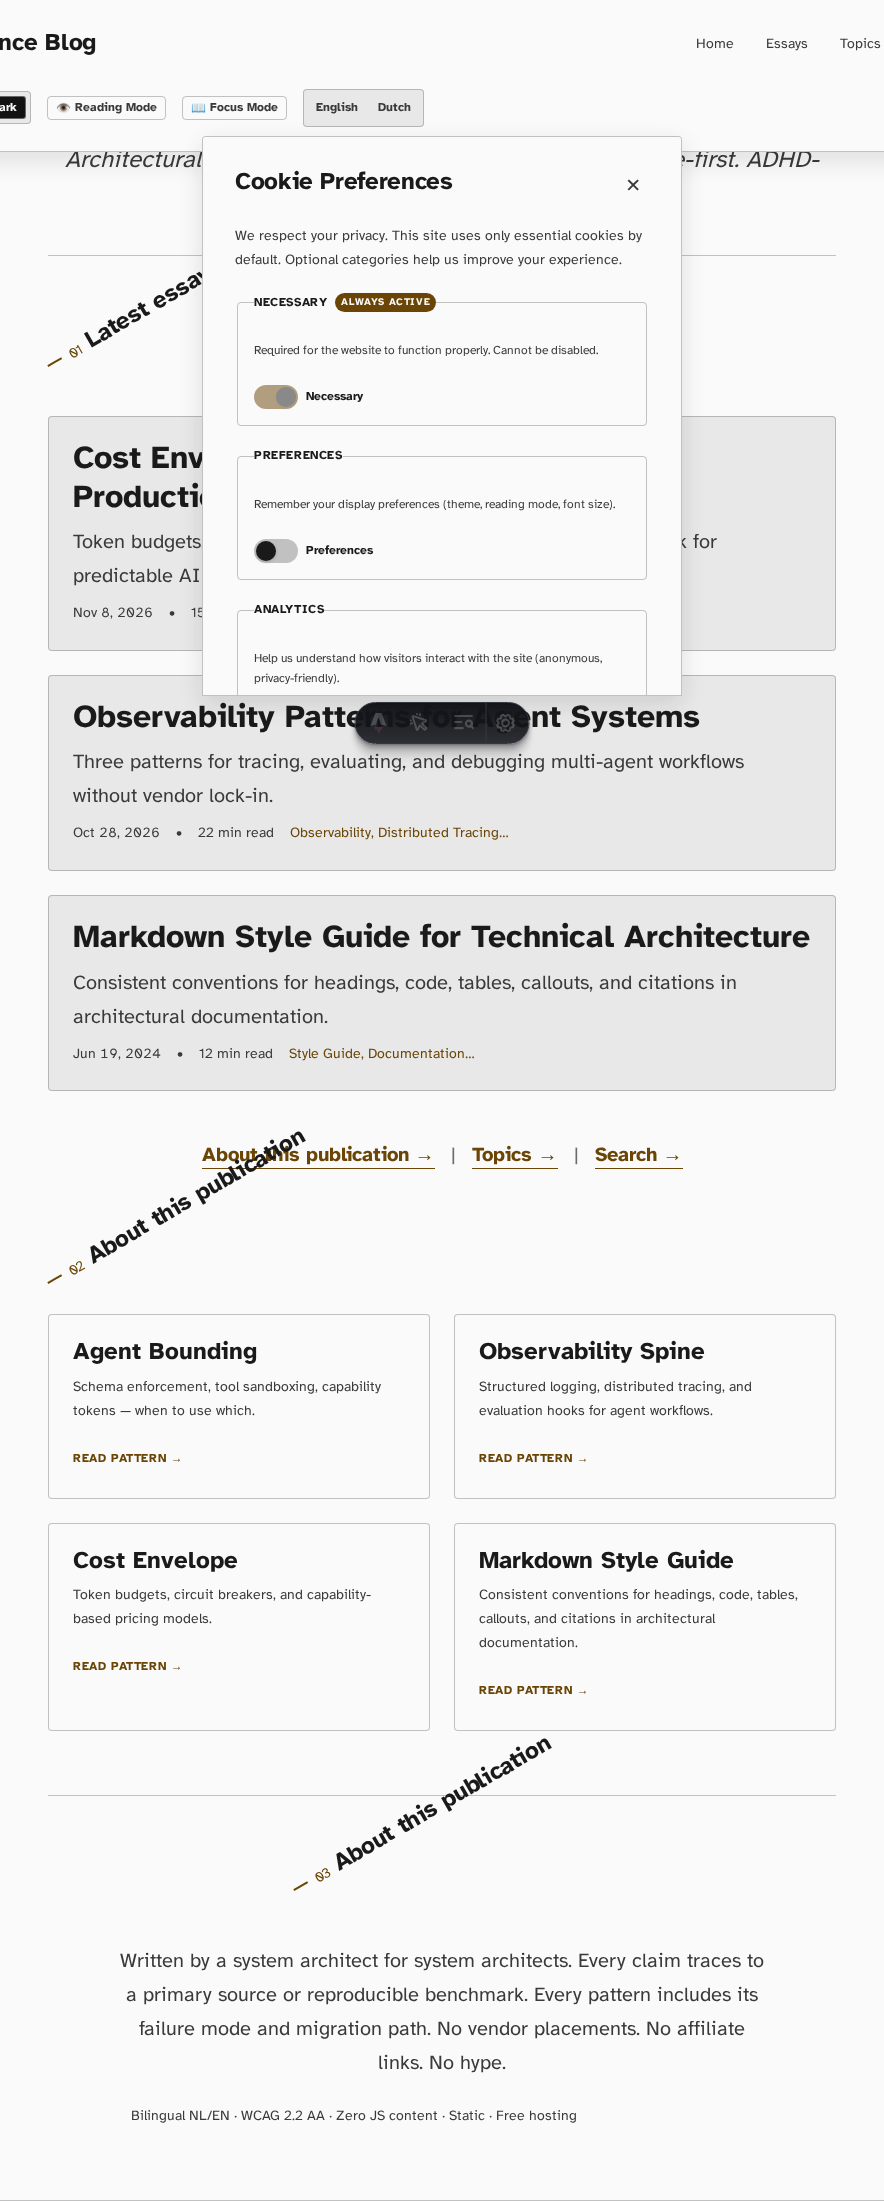 nce Blog
Home Essays Topics
ark 👁️ Reading Mode 📖 Focus Mode English Dutch
Architectural e-first. ADHD-
Cookie Preferences ✕
We respect your privacy. This site uses only essential cookies by
default. Optional categories help us improve your experience.
NECESSARY ALWAYS ACTIVE
Required for the website to function properly. Cannot be disabled.
Necessary
PREFERENCES
Remember your display preferences (theme, reading mode, font size).
Preferences
ANALYTICS
Help us understand how visitors interact with the site (anonymous,
privacy-friendly).
— 01 Latest essay
Cost Env
Producti
Token budgets k for
predictable AI
Nov 8, 2026 • 15
Observability Patterns for Agent Systems
Three patterns for tracing, evaluating, and debugging multi-agent workflows
without vendor lock-in.
Oct 28, 2026 • 22 min read Observability, Distributed Tracing...
Markdown Style Guide for Technical Architecture
Consistent conventions for headings, code, tables, callouts, and citations in
architectural documentation.
Jun 19, 2024 • 12 min read Style Guide, Documentation...
About this publication → | Topics → | Search →
— 02 About this publication
Agent Bounding
Schema enforcement, tool sandboxing, capability
tokens — when to use which.
READ PATTERN →
Observability Spine
Structured logging, distributed tracing, and
evaluation hooks for agent workflows.
READ PATTERN →
Cost Envelope
Token budgets, circuit breakers, and capability-
based pricing models.
READ PATTERN →
Markdown Style Guide
Consistent conventions for headings, code, tables,
callouts, and citations in architectural
documentation.
READ PATTERN →
— 03 About this publication
Written by a system architect for system architects. Every claim traces to
a primary source or reproducible benchmark. Every pattern includes its
failure mode and migration path. No vendor placements. No affiliate
links. No hype.
Bilingual NL/EN · WCAG 2.2 AA · Zero JS content · Static · Free hosting